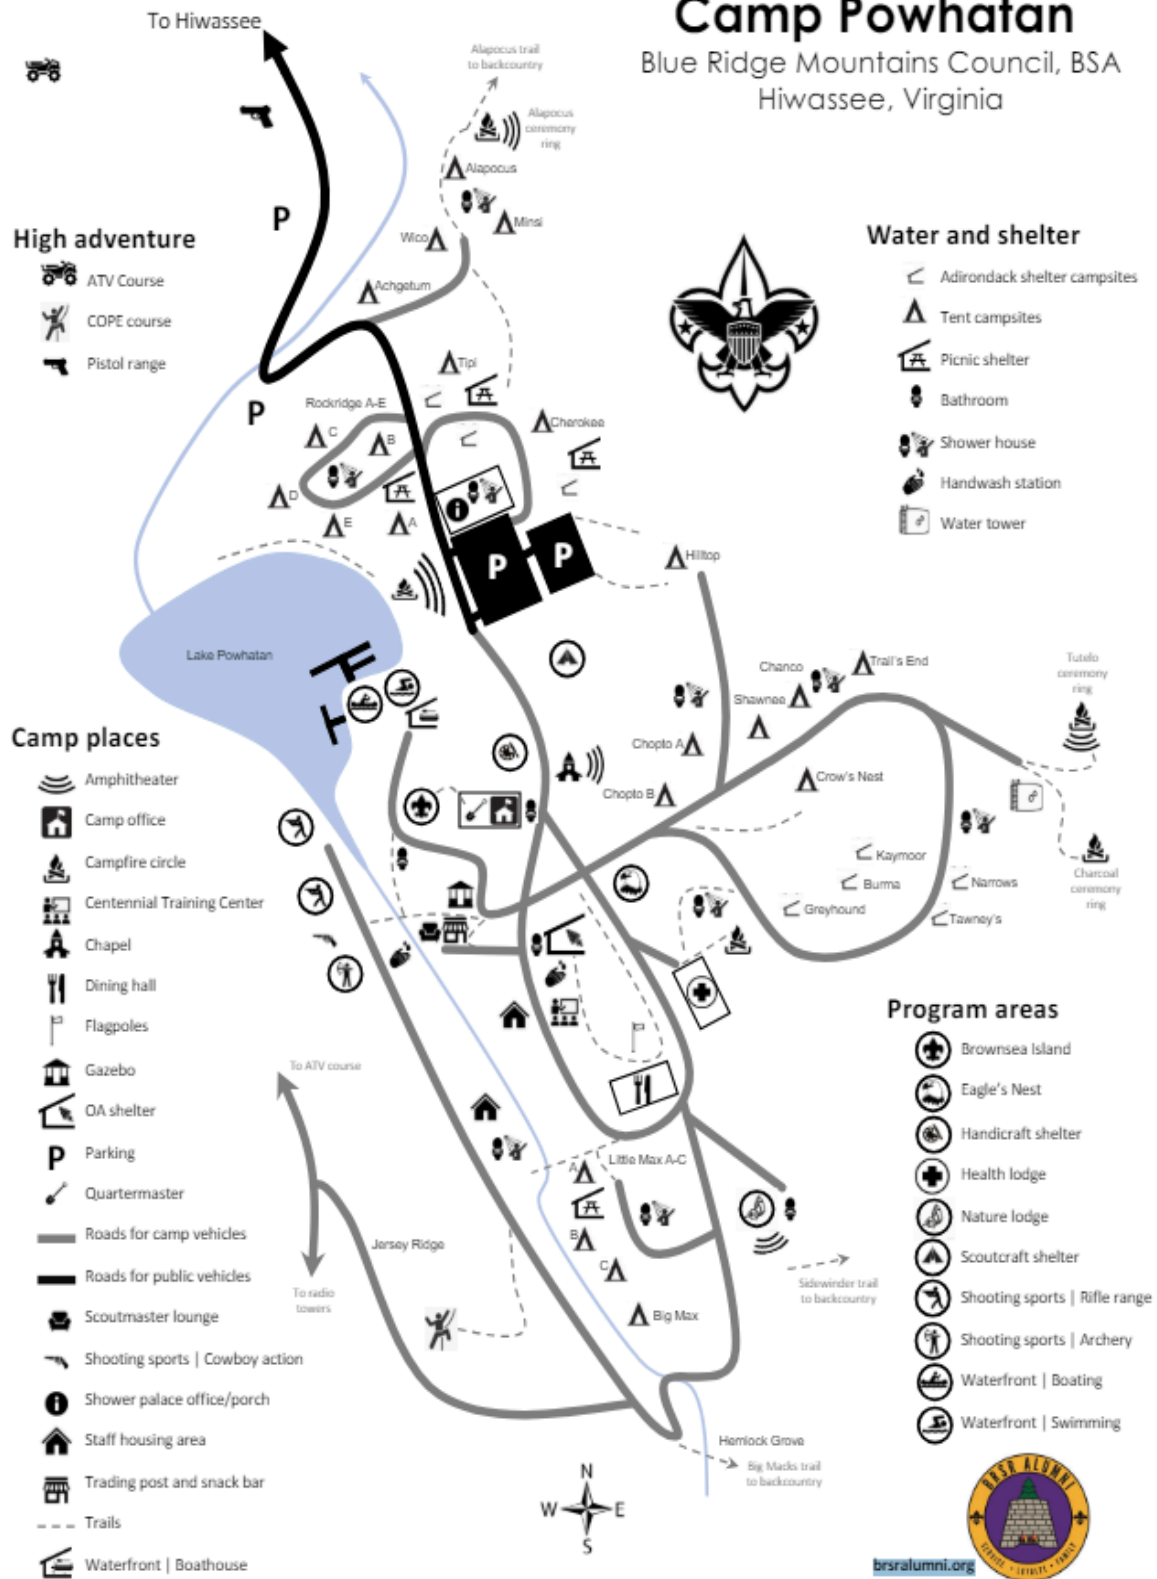 Camp Powhatan
Blue Ridge Mountains Council, BSA
Hiwassee, Virginia
To Hiwassee
Alapocus trail
to backcountry
Alapocus
ceremony
ring
Alapocus
Minsi
Wico
Achgetum
P
P
High adventure
ATV Course
COPE course
Pistol range
Water and shelter
Adirondack shelter campsites
Tent campsites
Picnic shelter
Bathroom
Shower house
Handwash station
Water tower
Tipi
Rockridge A-E
C
B
D
E
A
Cherokee
P
P
Hilltop
Lake Powhatan
Chanco
Trail's End
Shawnee
Chopto A
Chopto B
Crow's Nest
Tutelo
ceremony
ring
Kaymoor
Burma
Narrows
Greyhound
Tawney's
Charcoal
ceremony
ring
Camp places
Amphitheater
Camp office
Campfire circle
Centennial Training Center
Chapel
Dining hall
Flagpoles
Gazebo
OA shelter
P
Parking
Quartermaster
Roads for camp vehicles
Roads for public vehicles
Scoutmaster lounge
Shooting sports | Cowboy action
Shower palace office/porch
Staff housing area
Trading post and snack bar
Trails
Waterfront | Boathouse
To ATV course
To radio
towers
Jersey Ridge
Little Max A-C
A
B
C
Big Max
Sidewinder trail
to backcountry
Hemlock Grove
Big Macks trail
to backcountry
Program areas
Brownsea Island
Eagle's Nest
Handicraft shelter
Health lodge
Nature lodge
Scoutcraft shelter
Shooting sports | Rifle range
Shooting sports | Archery
Waterfront | Boating
Waterfront | Swimming
N
W E
S
BRSR ALUMNI
SERVICE • LOYALTY • FAMILY
brsralumni.org